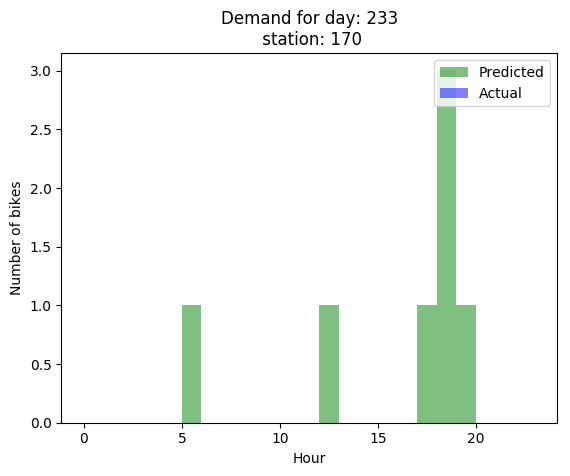 Demand for day: 233
station: 170
Predicted
Actual
3.0
2.5
2.0
1.5
1.0
0.5
0.0
Number of bikes
0
5
10
15
20
Hour